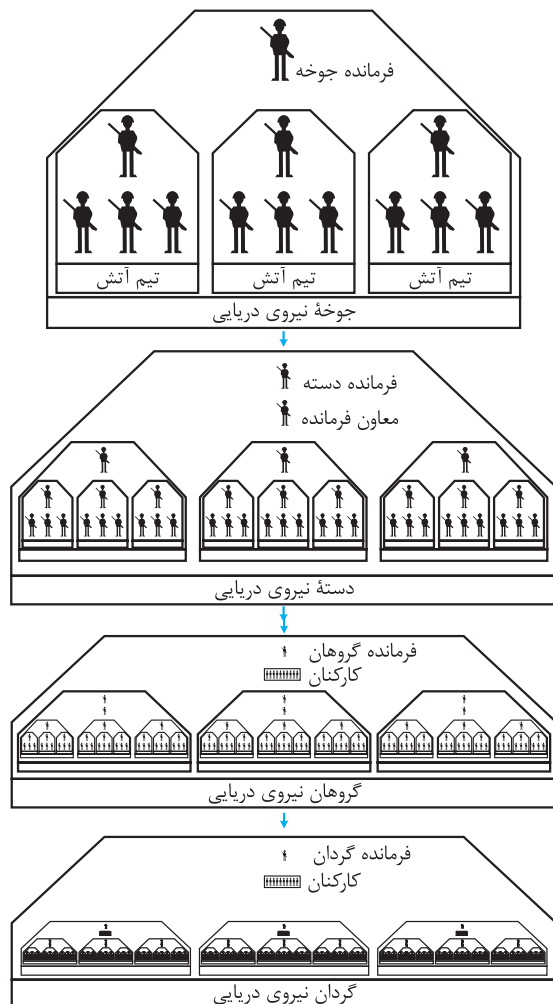 فرمانده جوخه
تیم آتش تیم آتش تیم آتش
جوخهٔ نیروی دریایی
فرمانده دسته
معاون فرمانده
دستهٔ نیروی دریایی
فرمانده گروهان
کارکنان
گروهان نیروی دریایی
فرمانده گردان
کارکنان
گردان نیروی دریایی